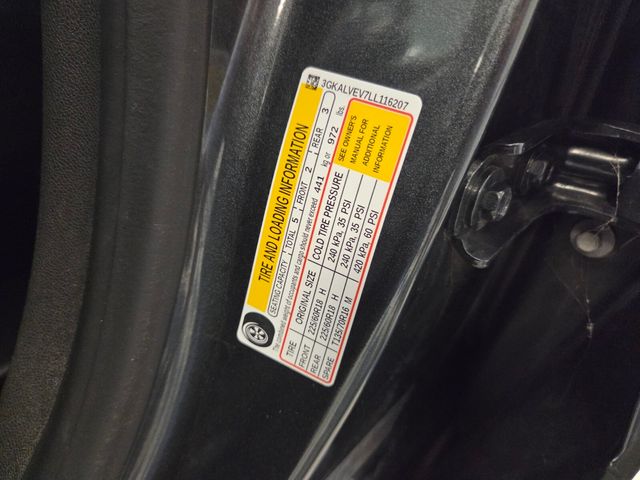 3GKALVEV7LL116207
TIRE AND LOADING INFORMATION
SEATING CAPACITY | TOTAL 5 | FRONT 2 | REAR 3
The combined weight of occupants and cargo should never exceed 441 kg or 972 lbs.
TIRE ORIGINAL SIZE COLD TIRE PRESSURE
FRONT 225/60R18 H 240 kPa, 35 PSI
REAR 225/60R18 H 240 kPa, 35 PSI
SPARE T135/70R16 M 420 kPa, 60 PSI
SEE OWNER'S
MANUAL FOR
ADDITIONAL
INFORMATION